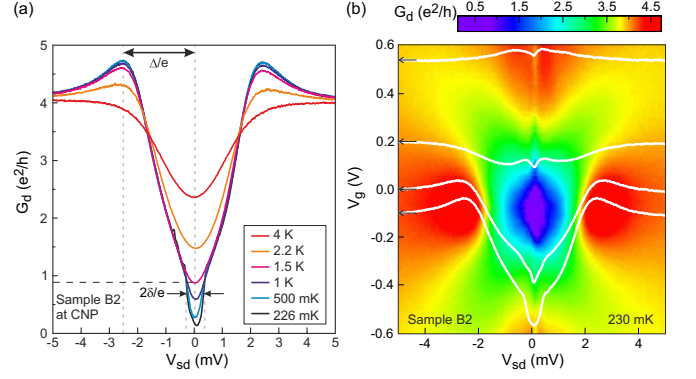 (a)
Δ/e
G_d (e²/h)
5
4
3
2
1
0
2δ/e
Sample B2
at CNP
4 K
2.2 K
1.5 K
1 K
500 mK
226 mK
-5 -4 -3 -2 -1 0 1 2 3 4 5
V_sd (mV)
(b)
G_d (e²/h)
0.5 1.5 2.5 3.5 4.5
V_g (V)
0.6
0.4
0.2
0.0
-0.2
-0.4
-0.6
Sample B2
230 mK
-4 -2 0 2 4
V_sd (mV)